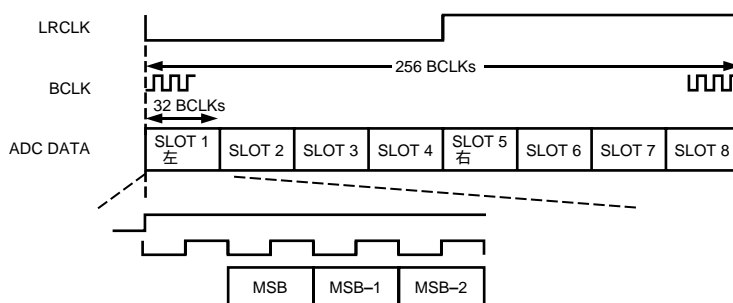 LRCLK
256 BCLKs
BCLK
32 BCLKs
ADC DATA
SLOT 1
左
SLOT 2
SLOT 3
SLOT 4
SLOT 5
右
SLOT 6
SLOT 7
SLOT 8
MSB
MSB–1
MSB–2